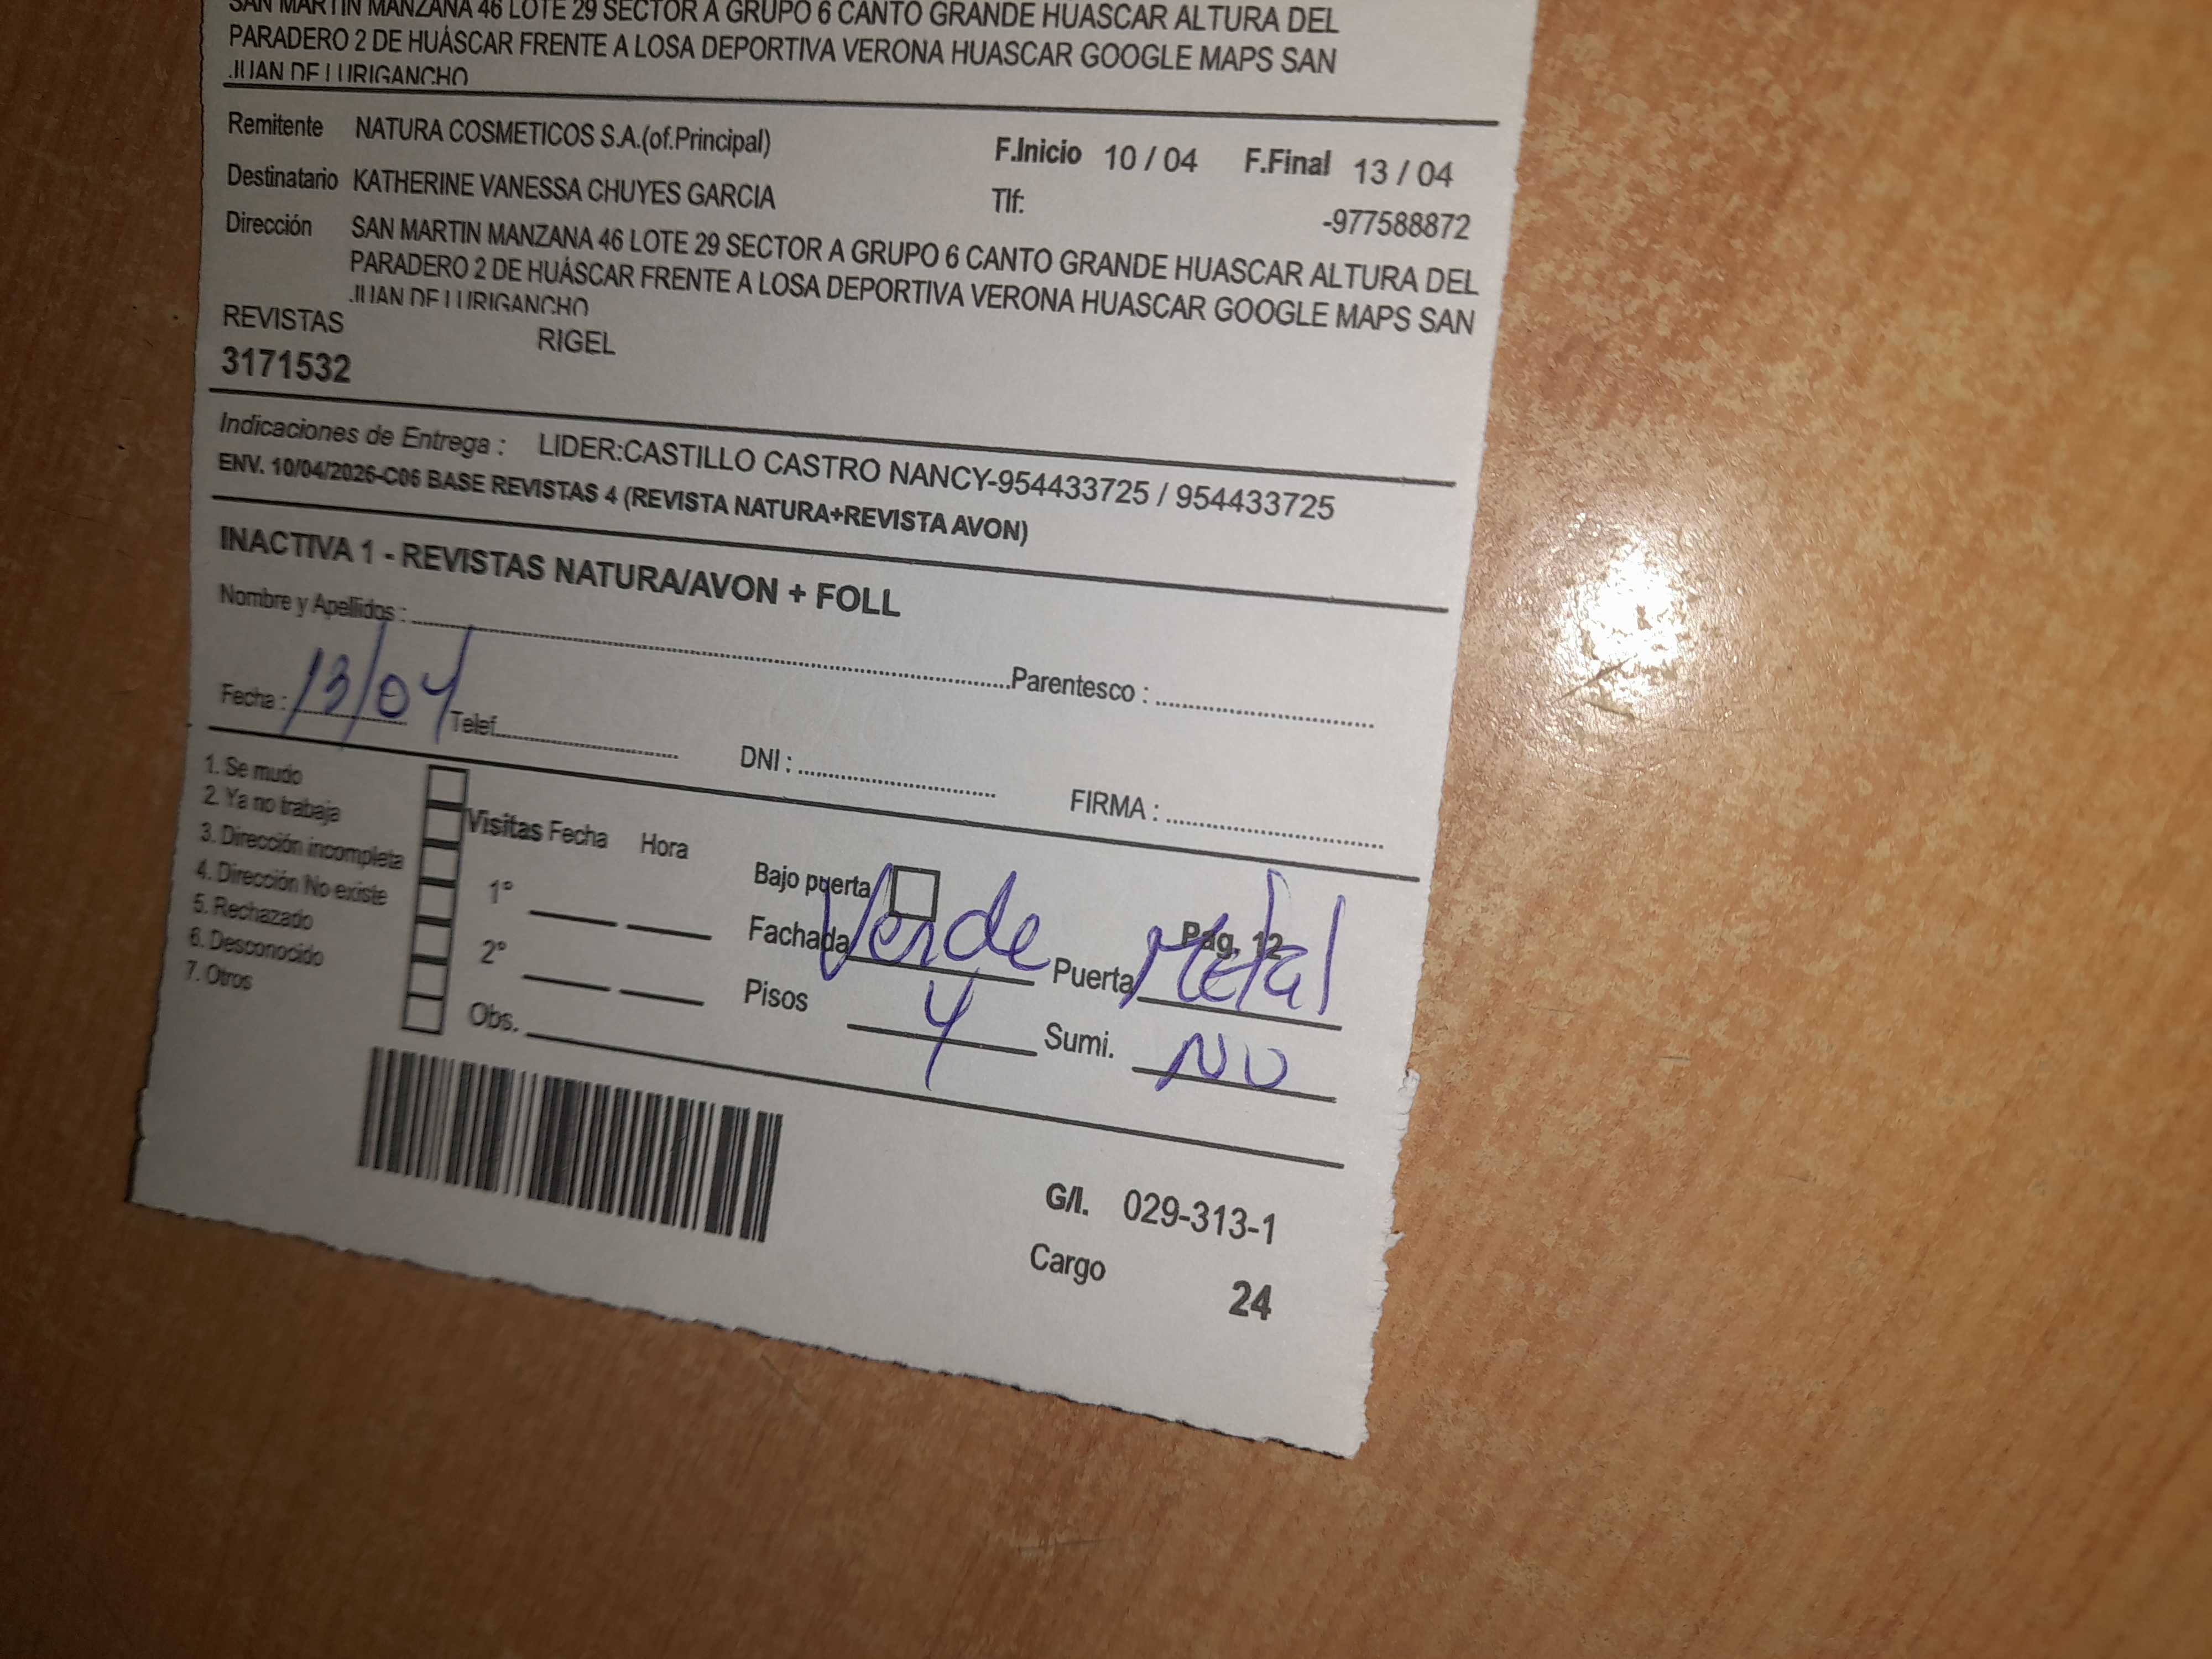 SAN MARTIN MANZANA 46 LOTE 29 SECTOR A GRUPO 6 CANTO GRANDE HUASCAR ALTURA DEL
PARADERO 2 DE HUÁSCAR FRENTE A LOSA DEPORTIVA VERONA HUASCAR GOOGLE MAPS SAN
JUAN DE LURIGANCHO
Remitente NATURA COSMETICOS S.A.(of.Principal) F.Inicio 10 / 04 F.Final 13 / 04
Destinatario KATHERINE VANESSA CHUYES GARCIA Tlf: -977588872
Dirección SAN MARTIN MANZANA 46 LOTE 29 SECTOR A GRUPO 6 CANTO GRANDE HUASCAR ALTURA DEL
PARADERO 2 DE HUÁSCAR FRENTE A LOSA DEPORTIVA VERONA HUASCAR GOOGLE MAPS SAN
JUAN DE LURIGANCHO
REVISTAS RIGEL
3171532
Indicaciones de Entrega : LIDER:CASTILLO CASTRO NANCY-954433725 / 954433725
ENV. 10/04/2026-C06 BASE REVISTAS 4 (REVISTA NATURA+REVISTA AVON)
INACTIVA 1 - REVISTAS NATURA/AVON + FOLL
Nombre y Apellidos : Parentesco :
Fecha : 13/04 Telef. DNI : FIRMA :
1. Se mudo
2. Ya no trabaja
3. Dirección incompleta
4. Dirección No existe
5. Rechazado
6. Desconocido
7. Otros
Visitas Fecha Hora
1°
2°
Obs.
Bajo puerta Pag. 12
Fachada Verde Puerta Metal
Pisos 4 Sumi. NO
G/I. 029-313-1
Cargo 24